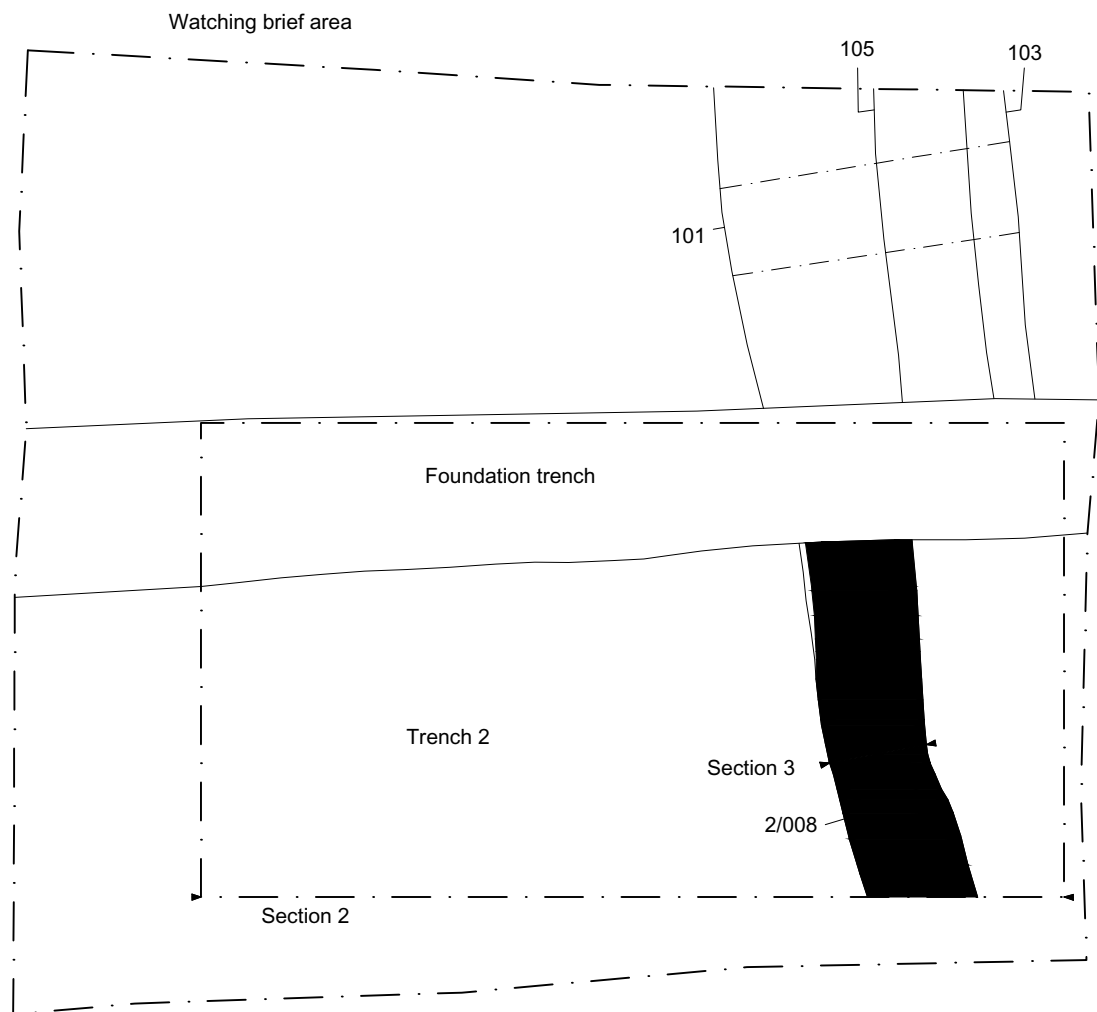 Watching brief area
105
103
101
Foundation trench
Trench 2
Section 3
2/008
Section 2